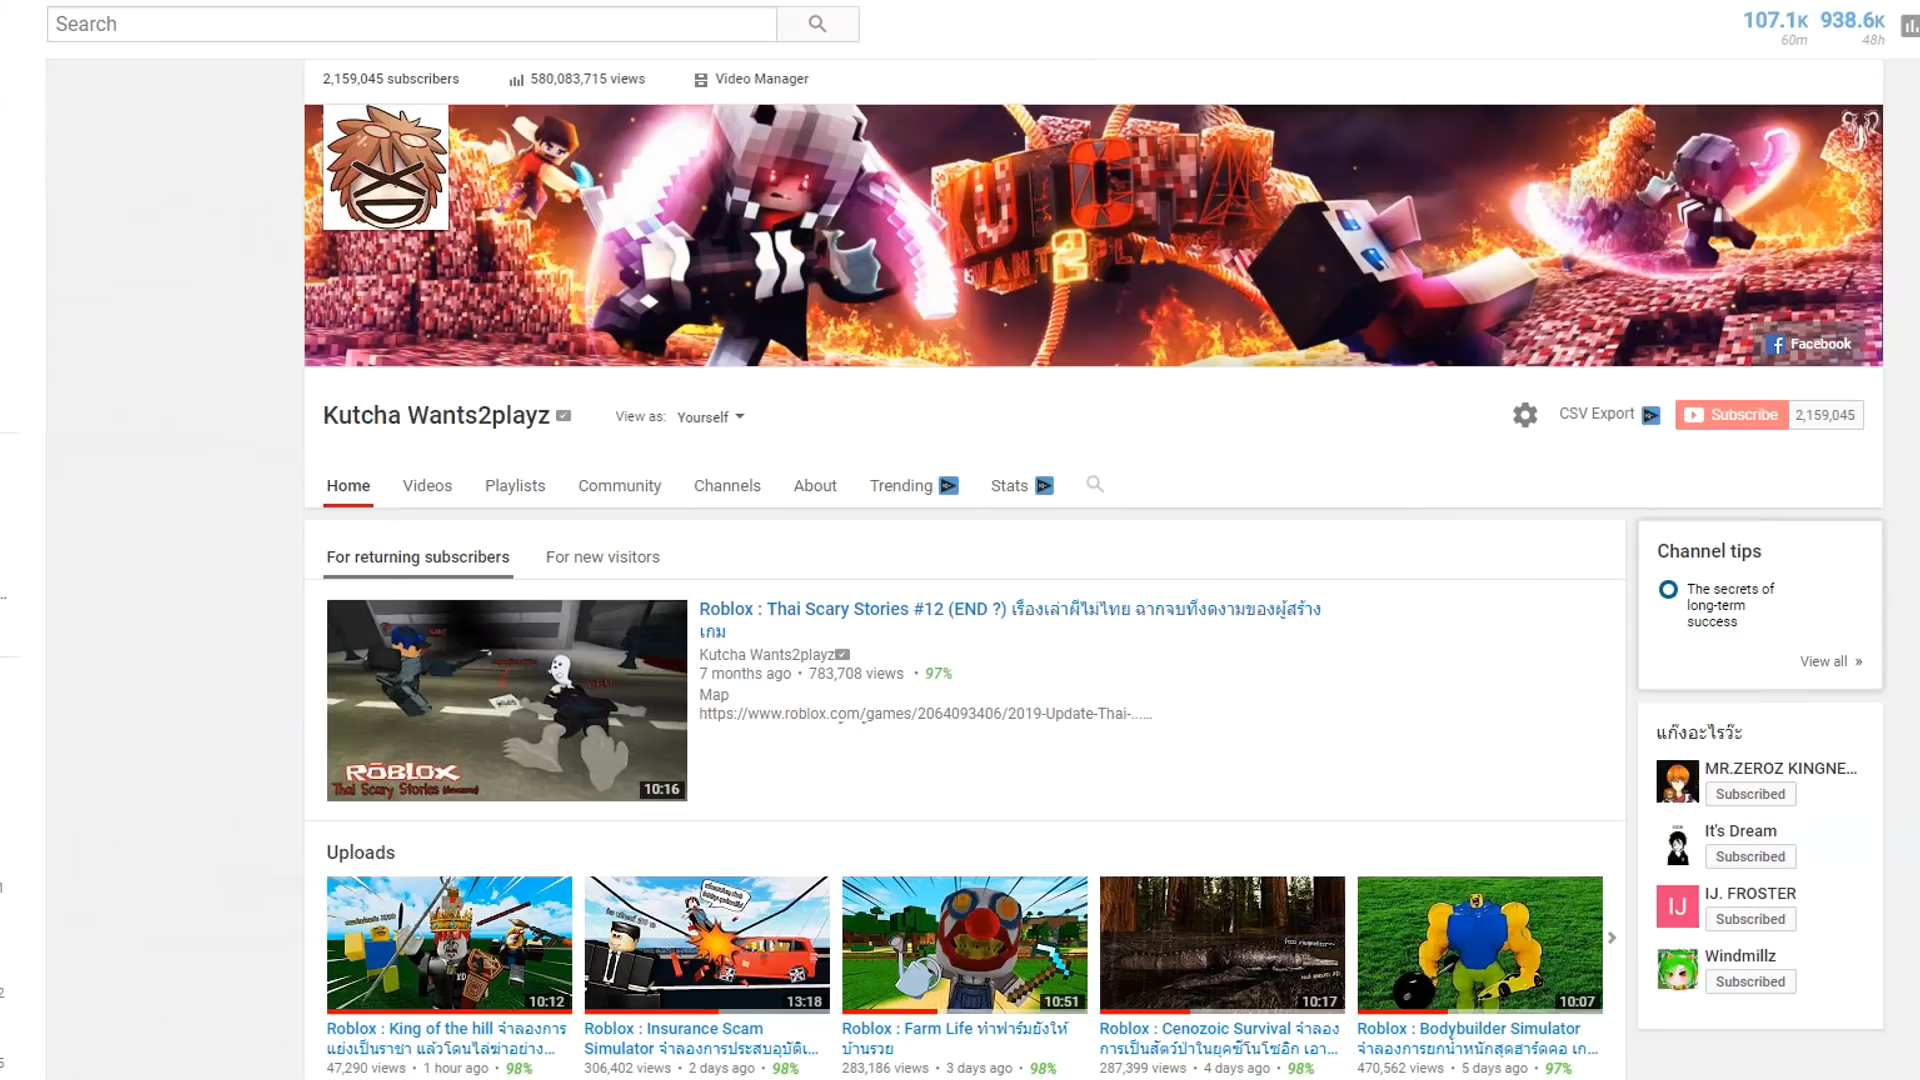 Search
107.1K 938.6K
60m 48h
2,159,045 subscribers 580,083,715 views Video Manager
KUTCHA
WANT 2 PLAYZ
Facebook
Kutcha Wants2playz View as: Yourself
CSV Export Subscribe 2,159,045
Home Videos Playlists Community Channels About Trending Stats
For returning subscribers For new visitors
Roblox : Thai Scary Stories #12 (END ?) เรื่องเล่าผีไม่ไทย ฉากจบที่งดงามของผู้สร้าง
เกม
Kutcha Wants2playz
7 months ago • 783,708 views • 97%
Map
https://www.roblox.com/games/2064093406/2019-Update-Thai-......
ROBLOX
Thai Scary Stories
10:16
Channel tips
The secrets of
long-term
success
View all »
แก๊งอะไรว๊ะ
MR.ZEROZ KINGNE...
Subscribed
It's Dream
Subscribed
IJ
IJ. FROSTER
Subscribed
Windmillz
Subscribed
Uploads
10:12
Roblox : King of the hill จำลองการ
แย่งเป็นราชา แล้วโดนไล่ฆ่าอย่าง...
47,290 views • 1 hour ago • 98%
13:18
Roblox : Insurance Scam
Simulator จำลองการประสบอุบัติเ...
306,402 views • 2 days ago • 98%
10:51
Roblox : Farm Life ทำฟาร์มยังให้
บ้านรวย
283,186 views • 3 days ago • 98%
10:17
Roblox : Cenozoic Survival จำลอง
การเป็นสัตว์ป่าในยุคซีโนโซอิก เอา...
287,399 views • 4 days ago • 98%
10:07
Roblox : Bodybuilder Simulator
จำลองการยกน้ำหนักสุดฮาร์ดคอ เก...
470,562 views • 5 days ago • 97%